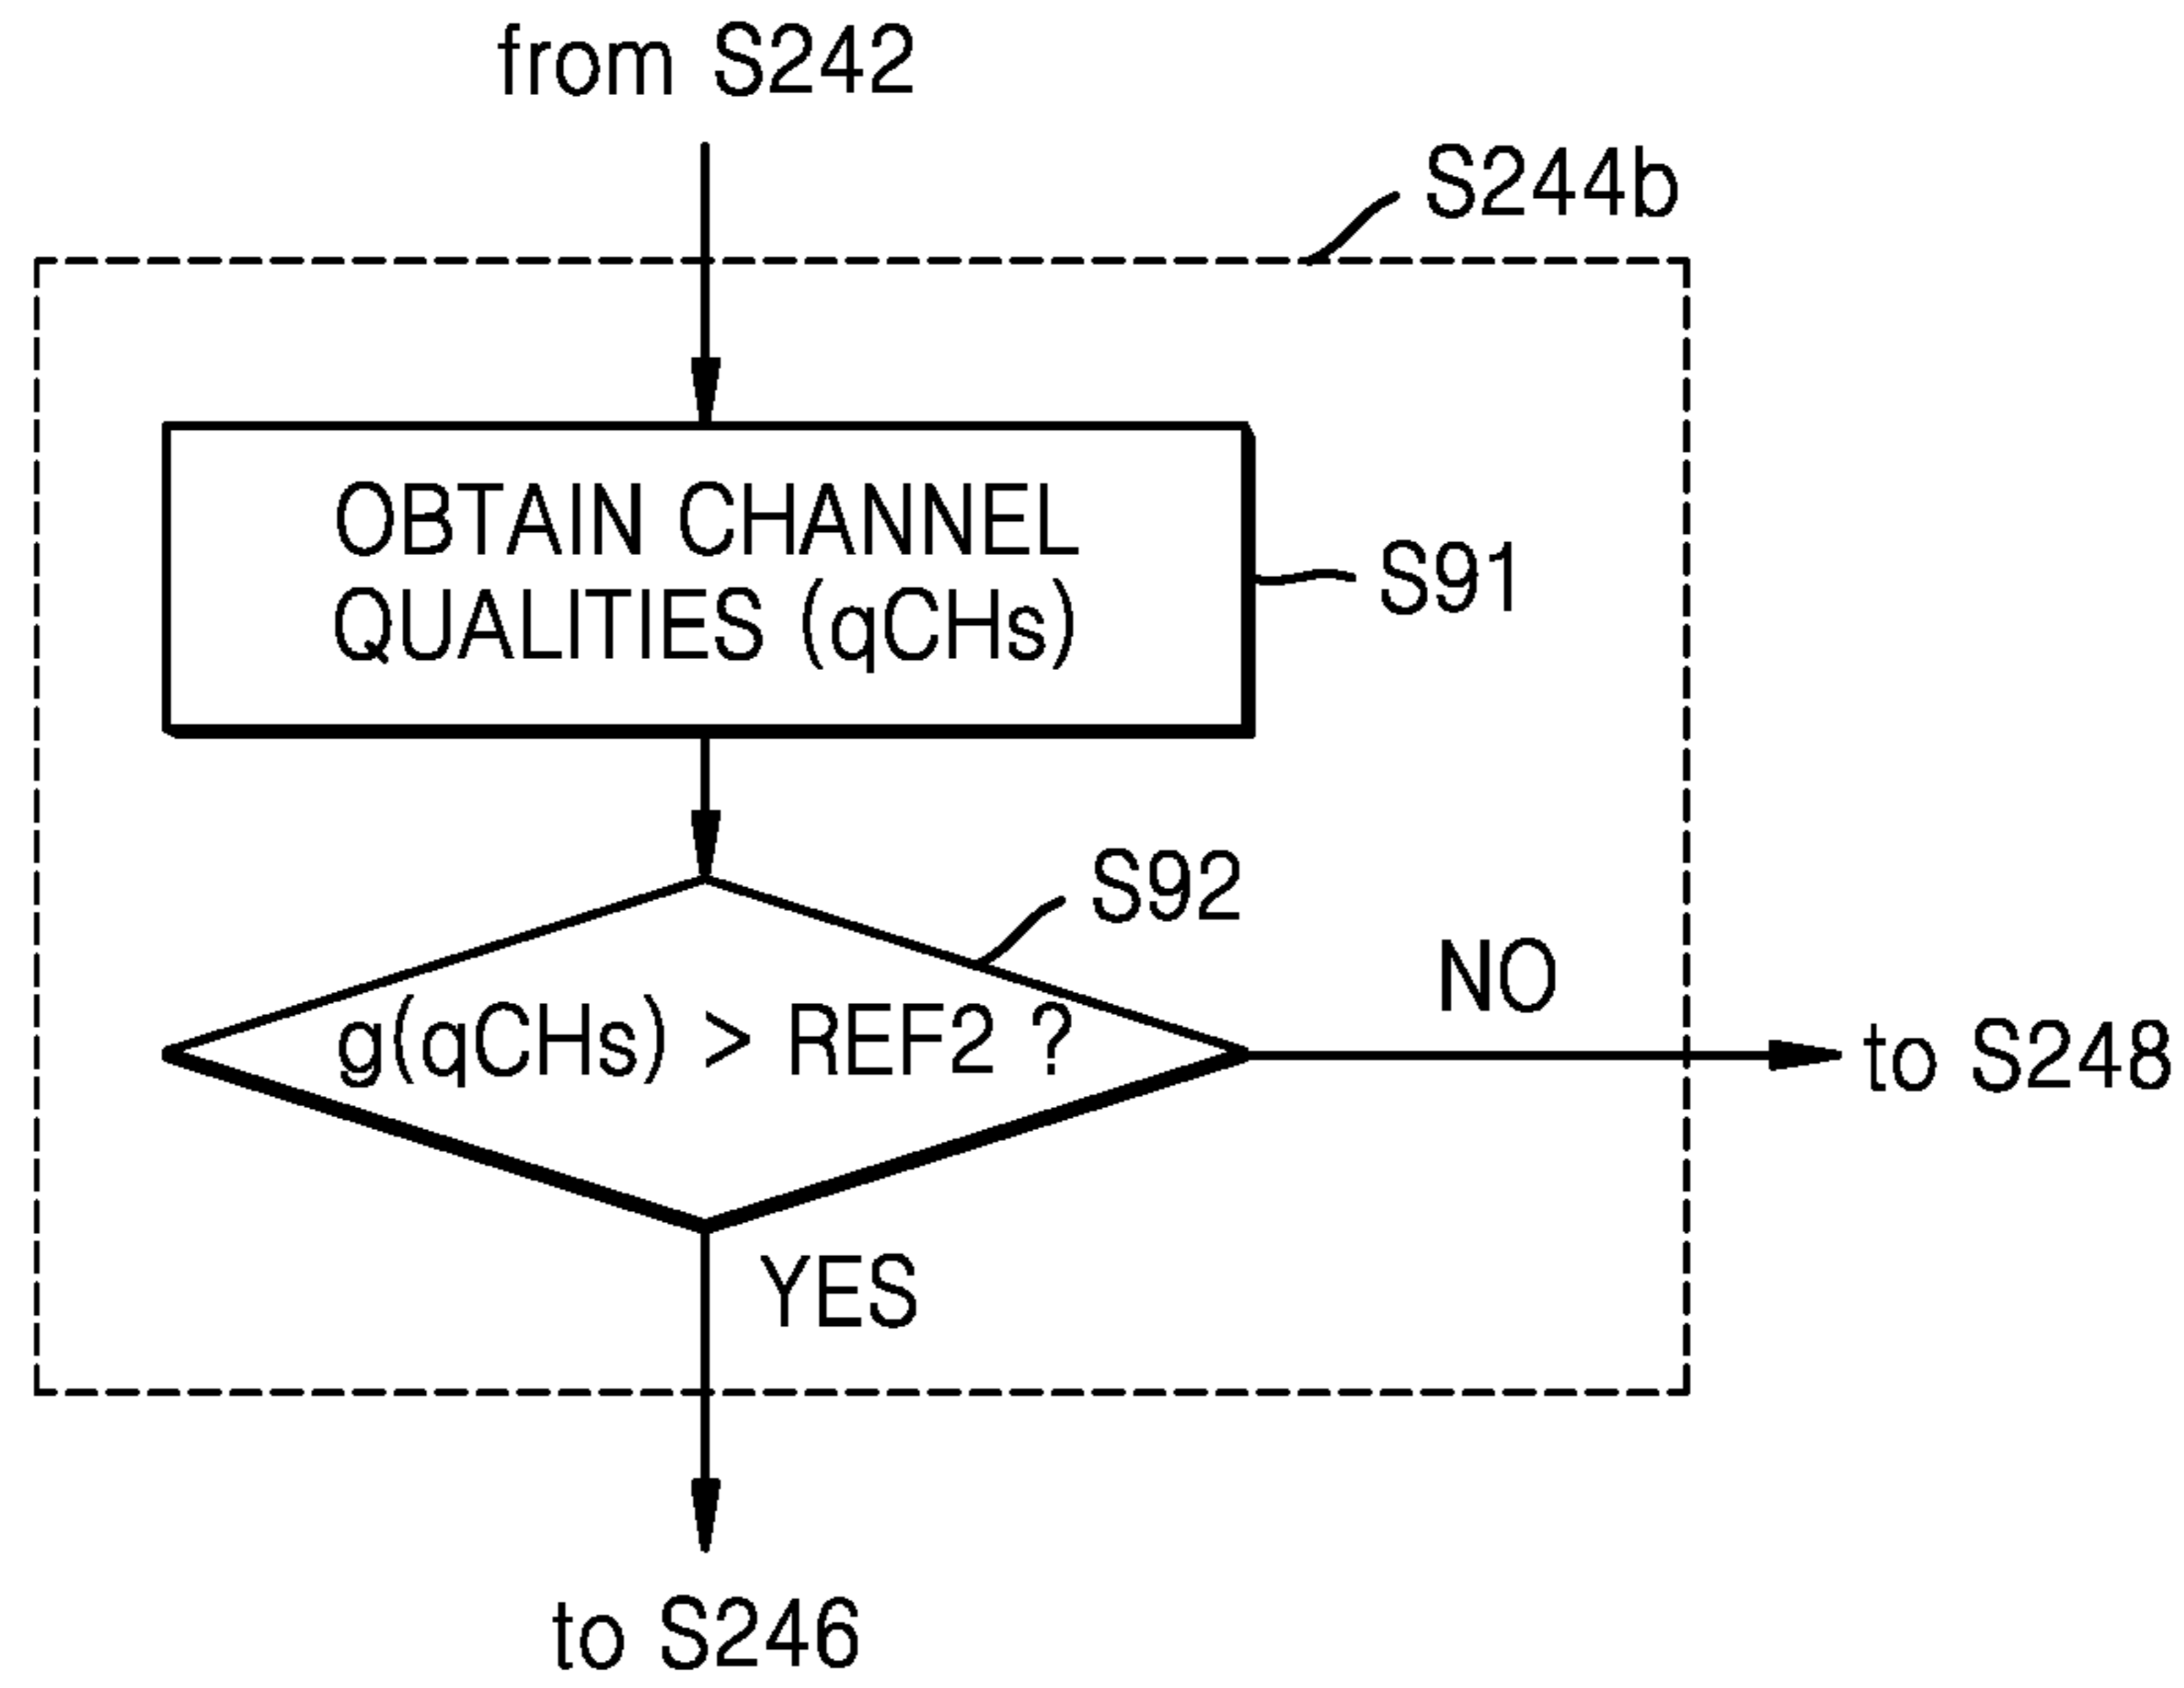 from S242
S244b
OBTAIN CHANNEL
QUALITIES (qCHs)
S91
S92
g(qCHs) > REF2 ?
NO
to S248
YES
to S246